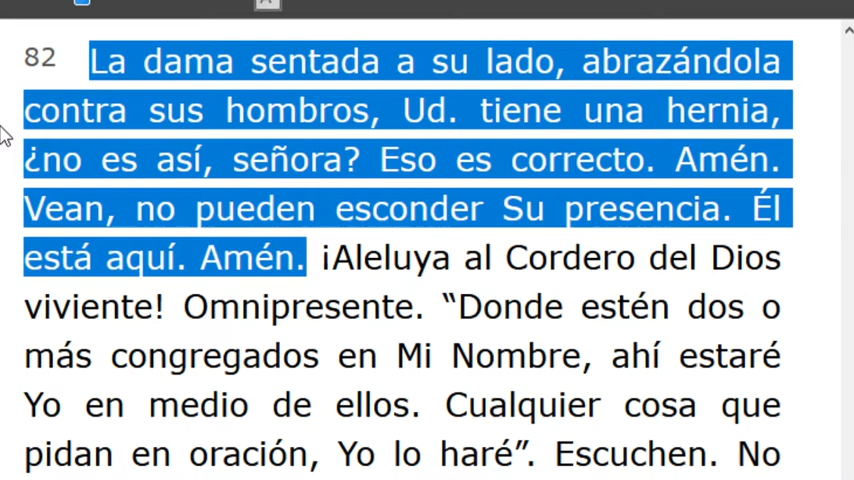 82 La dama sentada a su lado, abrazándola
contra sus hombros, Ud. tiene una hernia,
¿no es así, señora? Eso es correcto. Amén.
Vean, no pueden esconder Su presencia. Él
está aquí. Amén. ¡Aleluya al Cordero del Dios
viviente! Omnipresente. “Donde estén dos o
más congregados en Mi Nombre, ahí estaré
Yo en medio de ellos. Cualquier cosa que
pidan en oración, Yo lo haré”. Escuchen. No